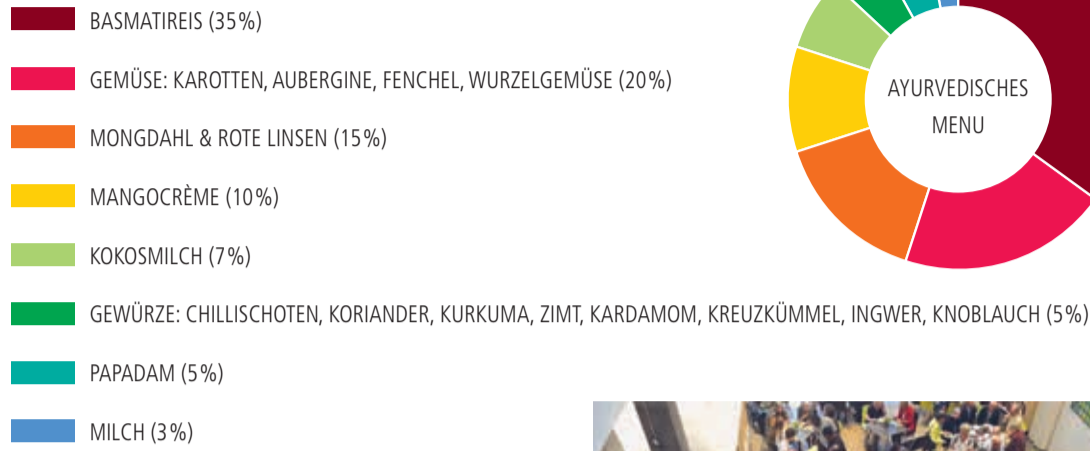 BASMATIREIS (35%)
GEMÜSE: KAROTTEN, AUBERGINE, FENCHEL, WURZELGEMÜSE (20%)
MONGDAHL & ROTE LINSEN (15%)
MANGOCRÈME (10%)
KOKOSMILCH (7%)
GEWÜRZE: CHILLISCHOTEN, KORIANDER, KURKUMA, ZIMT, KARDAMOM, KREUZKÜMMEL, INGWER, KNOBLAUCH (5%)
PAPADAM (5%)
MILCH (3%)
AYURVEDISCHES
MENU